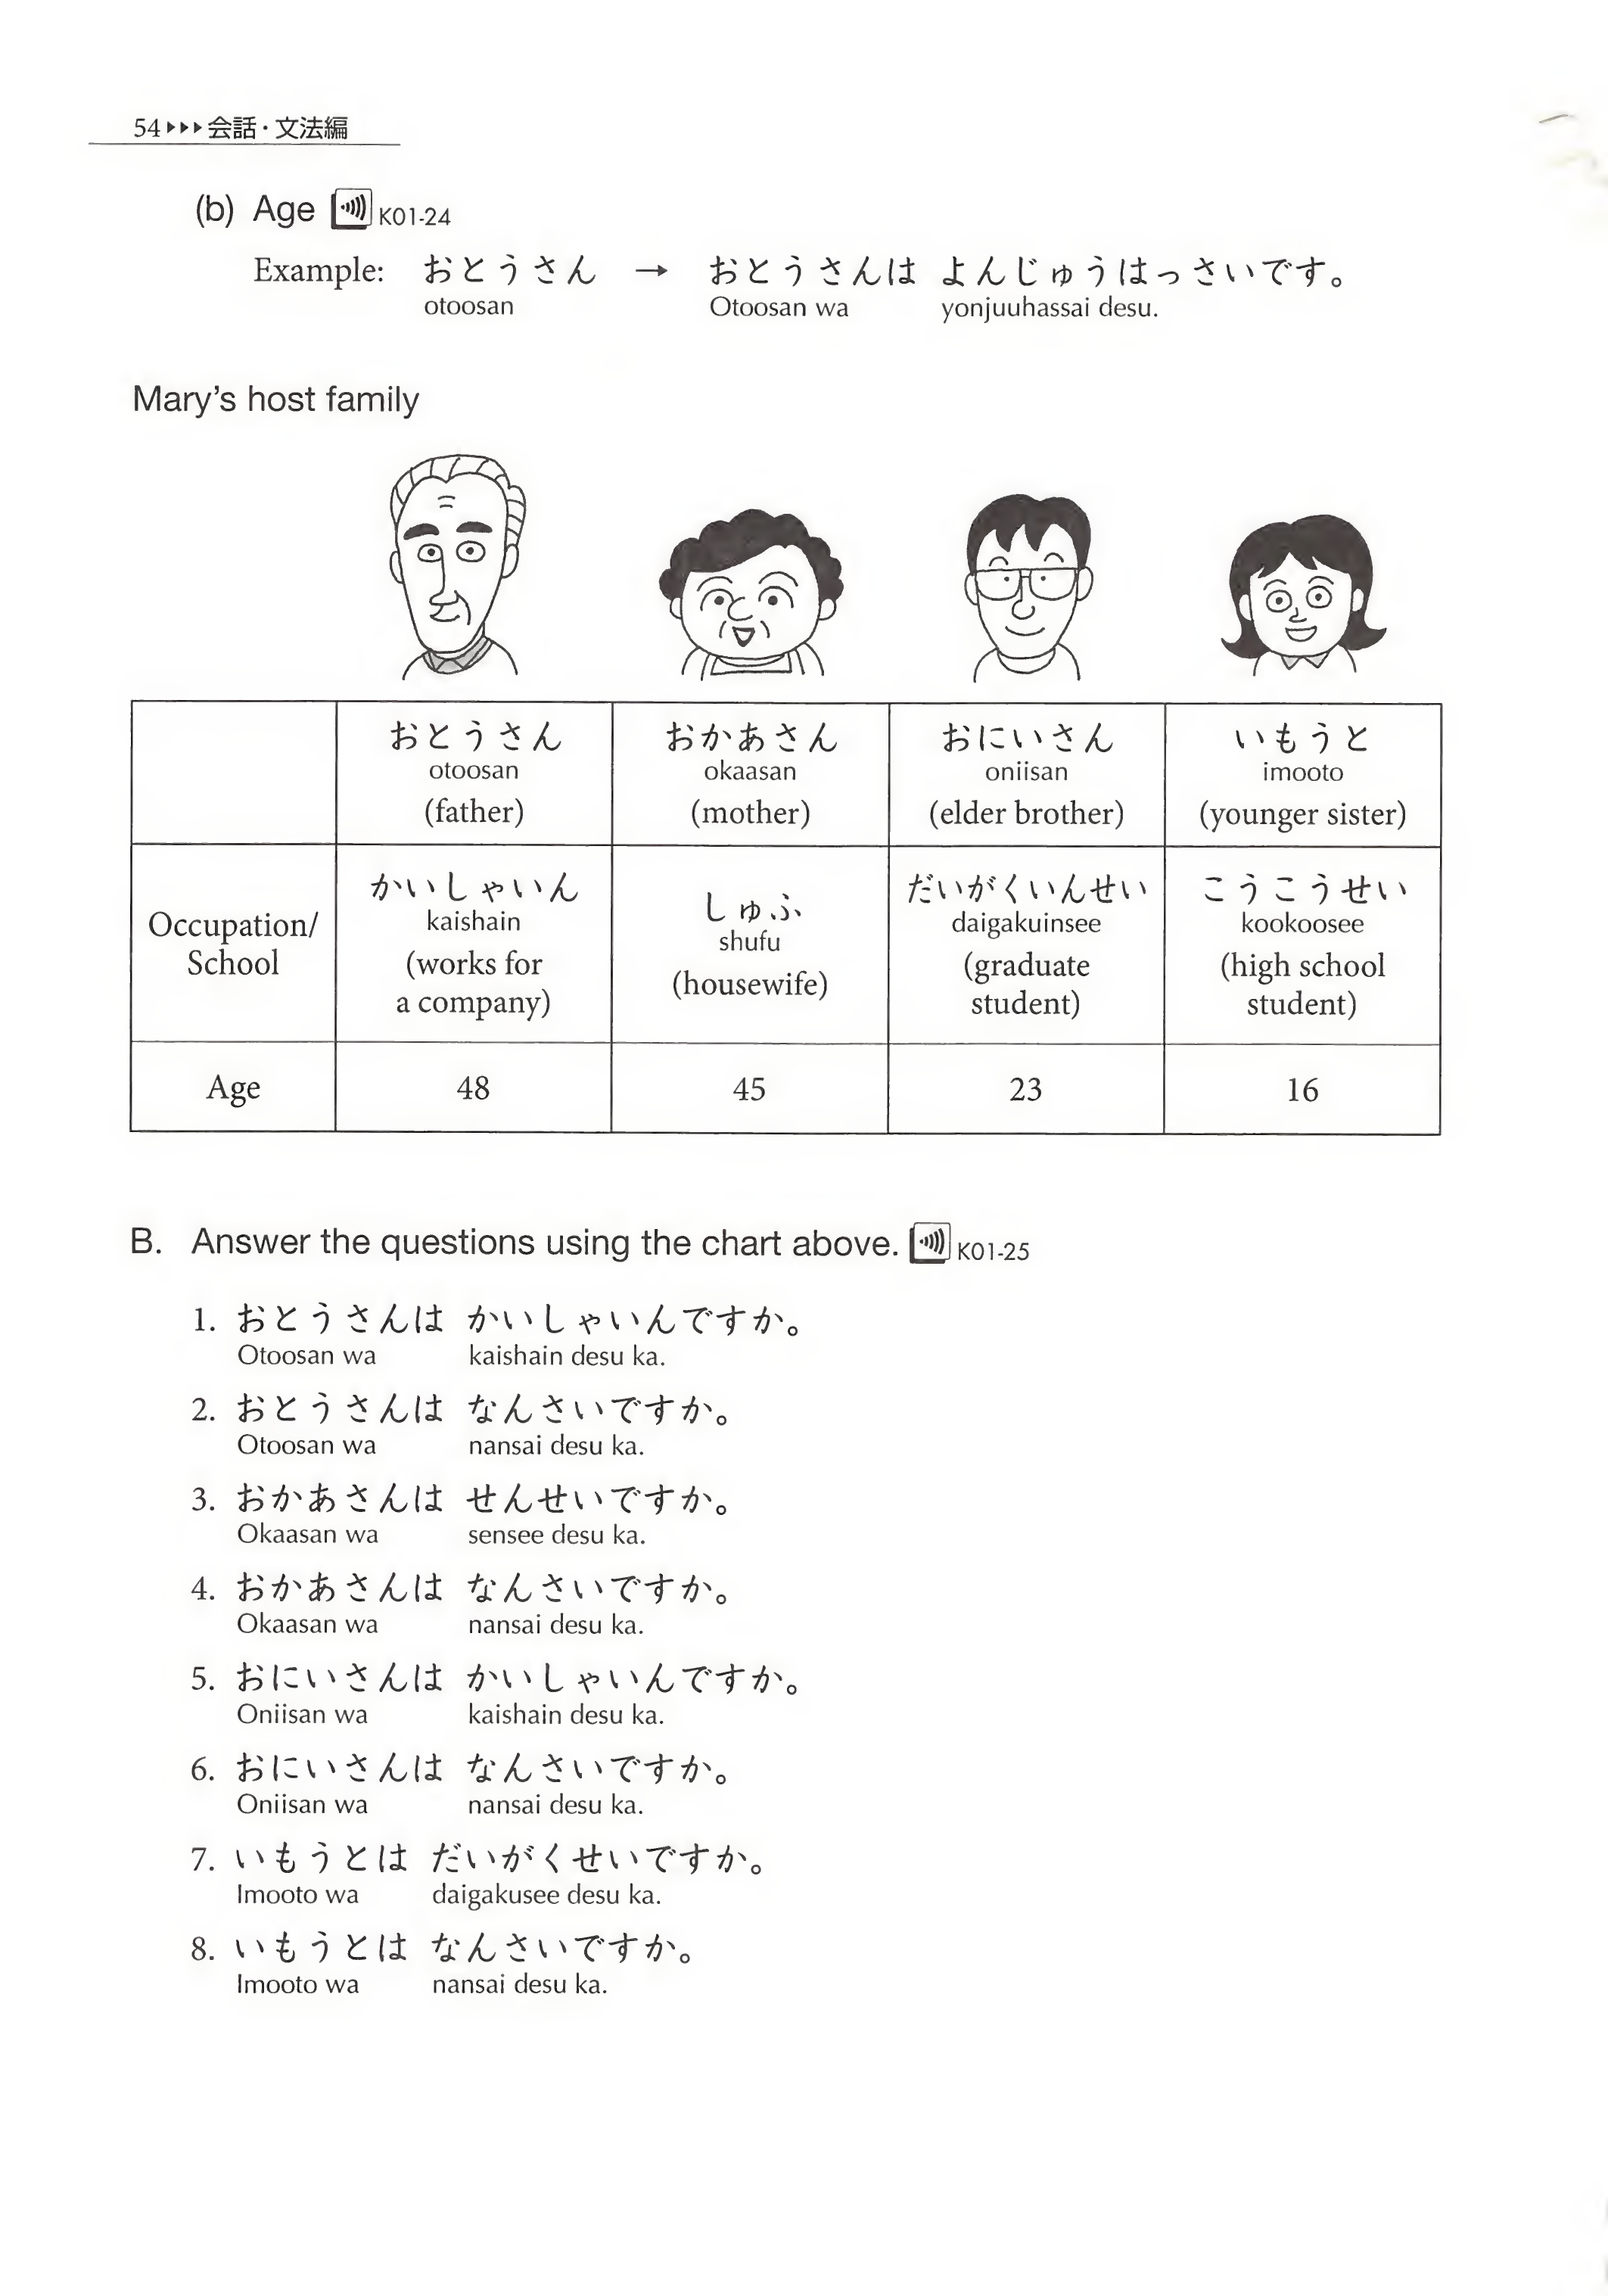 54▶▶▶会話・文法編
(b) Age K01-24
Example: おとうさん → おとうさんは よんじゅうはっさいです。
otoosan Otoosan wa yonjuuhassai desu.
Mary's host family
おとうさん おかあさん おにいさん いもうと
otoosan okaasan oniisan imooto
(father) (mother) (elder brother) (younger sister)
Occupation/
School
かいしゃいん
kaishain
(works for
a company)
しゅふ
shufu
(housewife)
だいがくいんせい
daigakuinsee
(graduate
student)
こうこうせい
kookoosee
(high school
student)
Age 48 45 23 16
B. Answer the questions using the chart above. K01-25
1. おとうさんは かいしゃいんですか。
Otoosan wa kaishain desu ka.
2. おとうさんは なんさいですか。
Otoosan wa nansai desu ka.
3. おかあさんは せんせいですか。
Okaasan wa sensee desu ka.
4. おかあさんは なんさいですか。
Okaasan wa nansai desu ka.
5. おにいさんは かいしゃいんですか。
Oniisan wa kaishain desu ka.
6. おにいさんは なんさいですか。
Oniisan wa nansai desu ka.
7. いもうとは だいがくせいですか。
Imooto wa daigakusee desu ka.
8. いもうとは なんさいですか。
Imooto wa nansai desu ka.